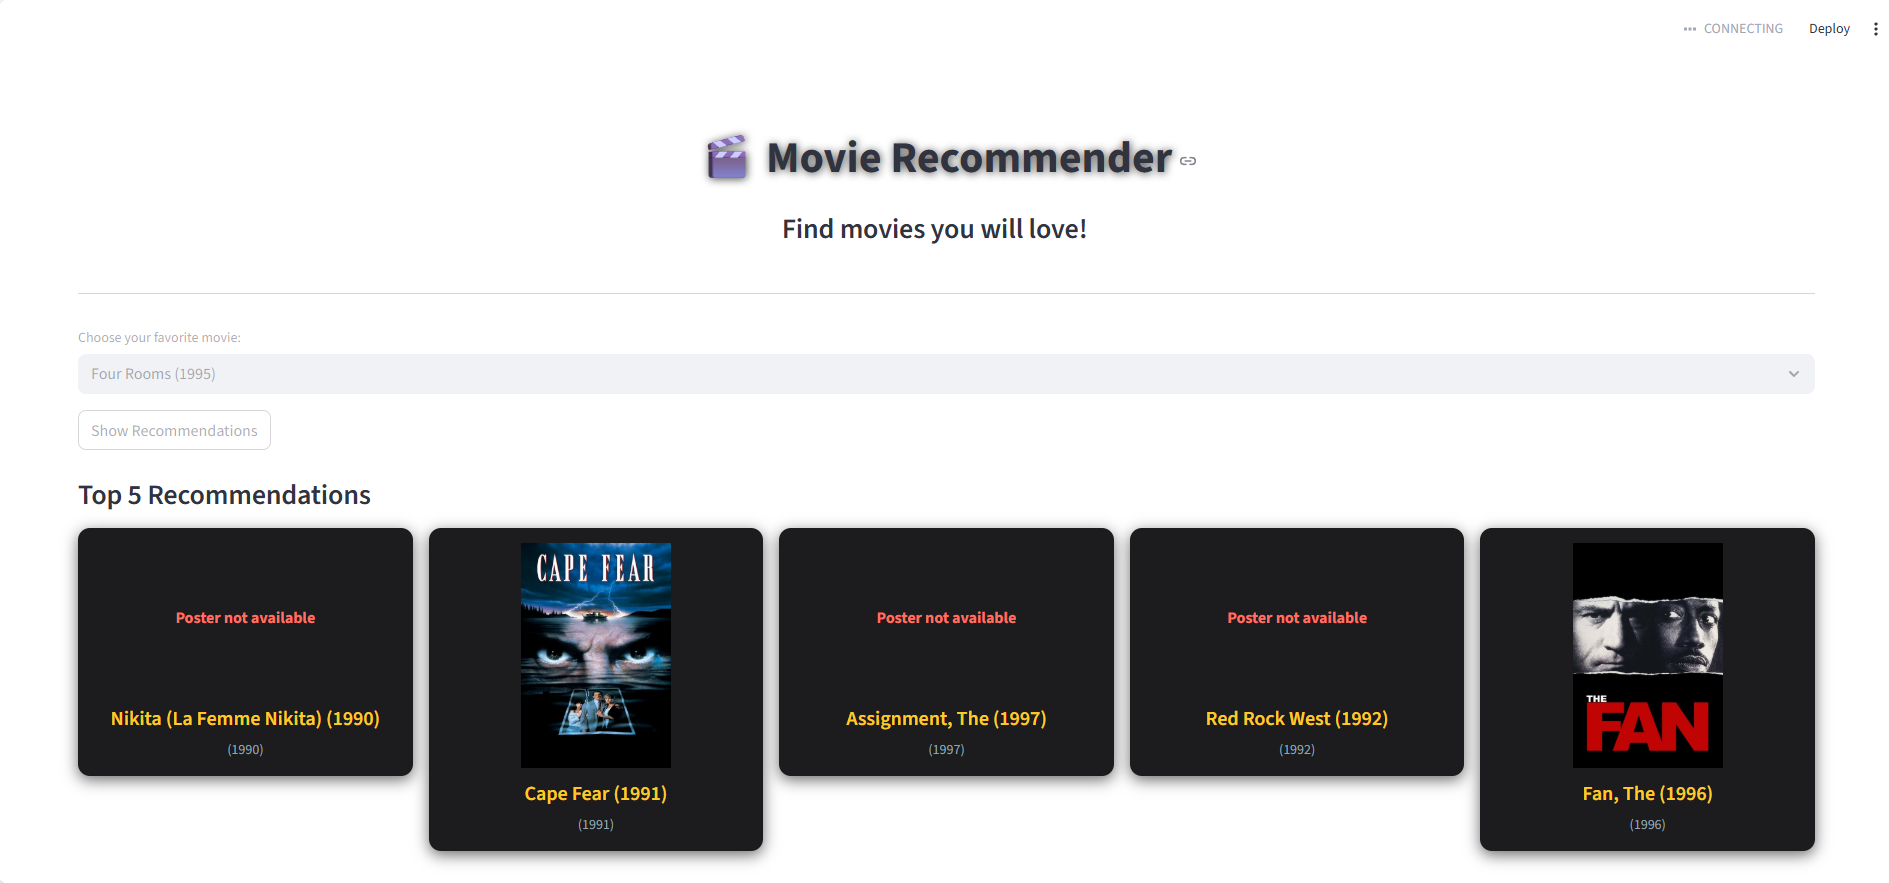 CONNECTING Deploy
Movie Recommender
Find movies you will love!
Choose your favorite movie:
Four Rooms (1995)
Show Recommendations
Top 5 Recommendations
Poster not available
Nikita (La Femme Nikita) (1990)
(1990)
CAPE FEAR
Cape Fear (1991)
(1991)
Poster not available
Assignment, The (1997)
(1997)
Poster not available
Red Rock West (1992)
(1992)
THE
FAN
Fan, The (1996)
(1996)